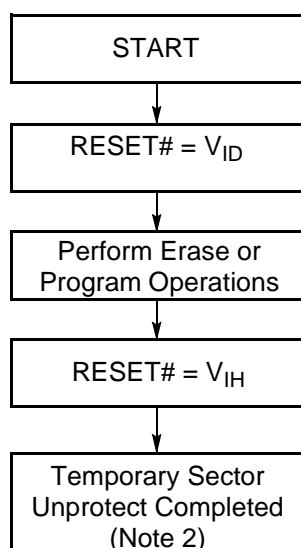 START
RESET# = VID
Perform Erase or
Program Operations
RESET# = VIH
Temporary Sector
Unprotect Completed
(Note 2)